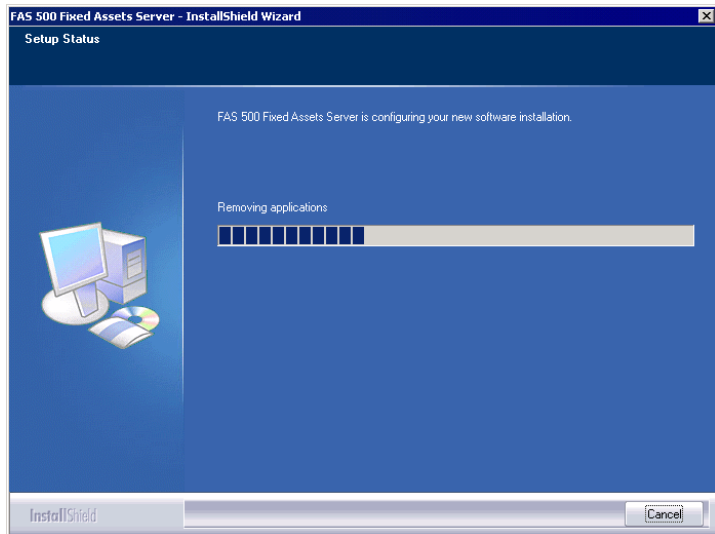 FAS 500 Fixed Assets Server - InstallShield Wizard
Setup Status
FAS 500 Fixed Assets Server is configuring your new software installation.
Removing applications
InstallShield
Cancel